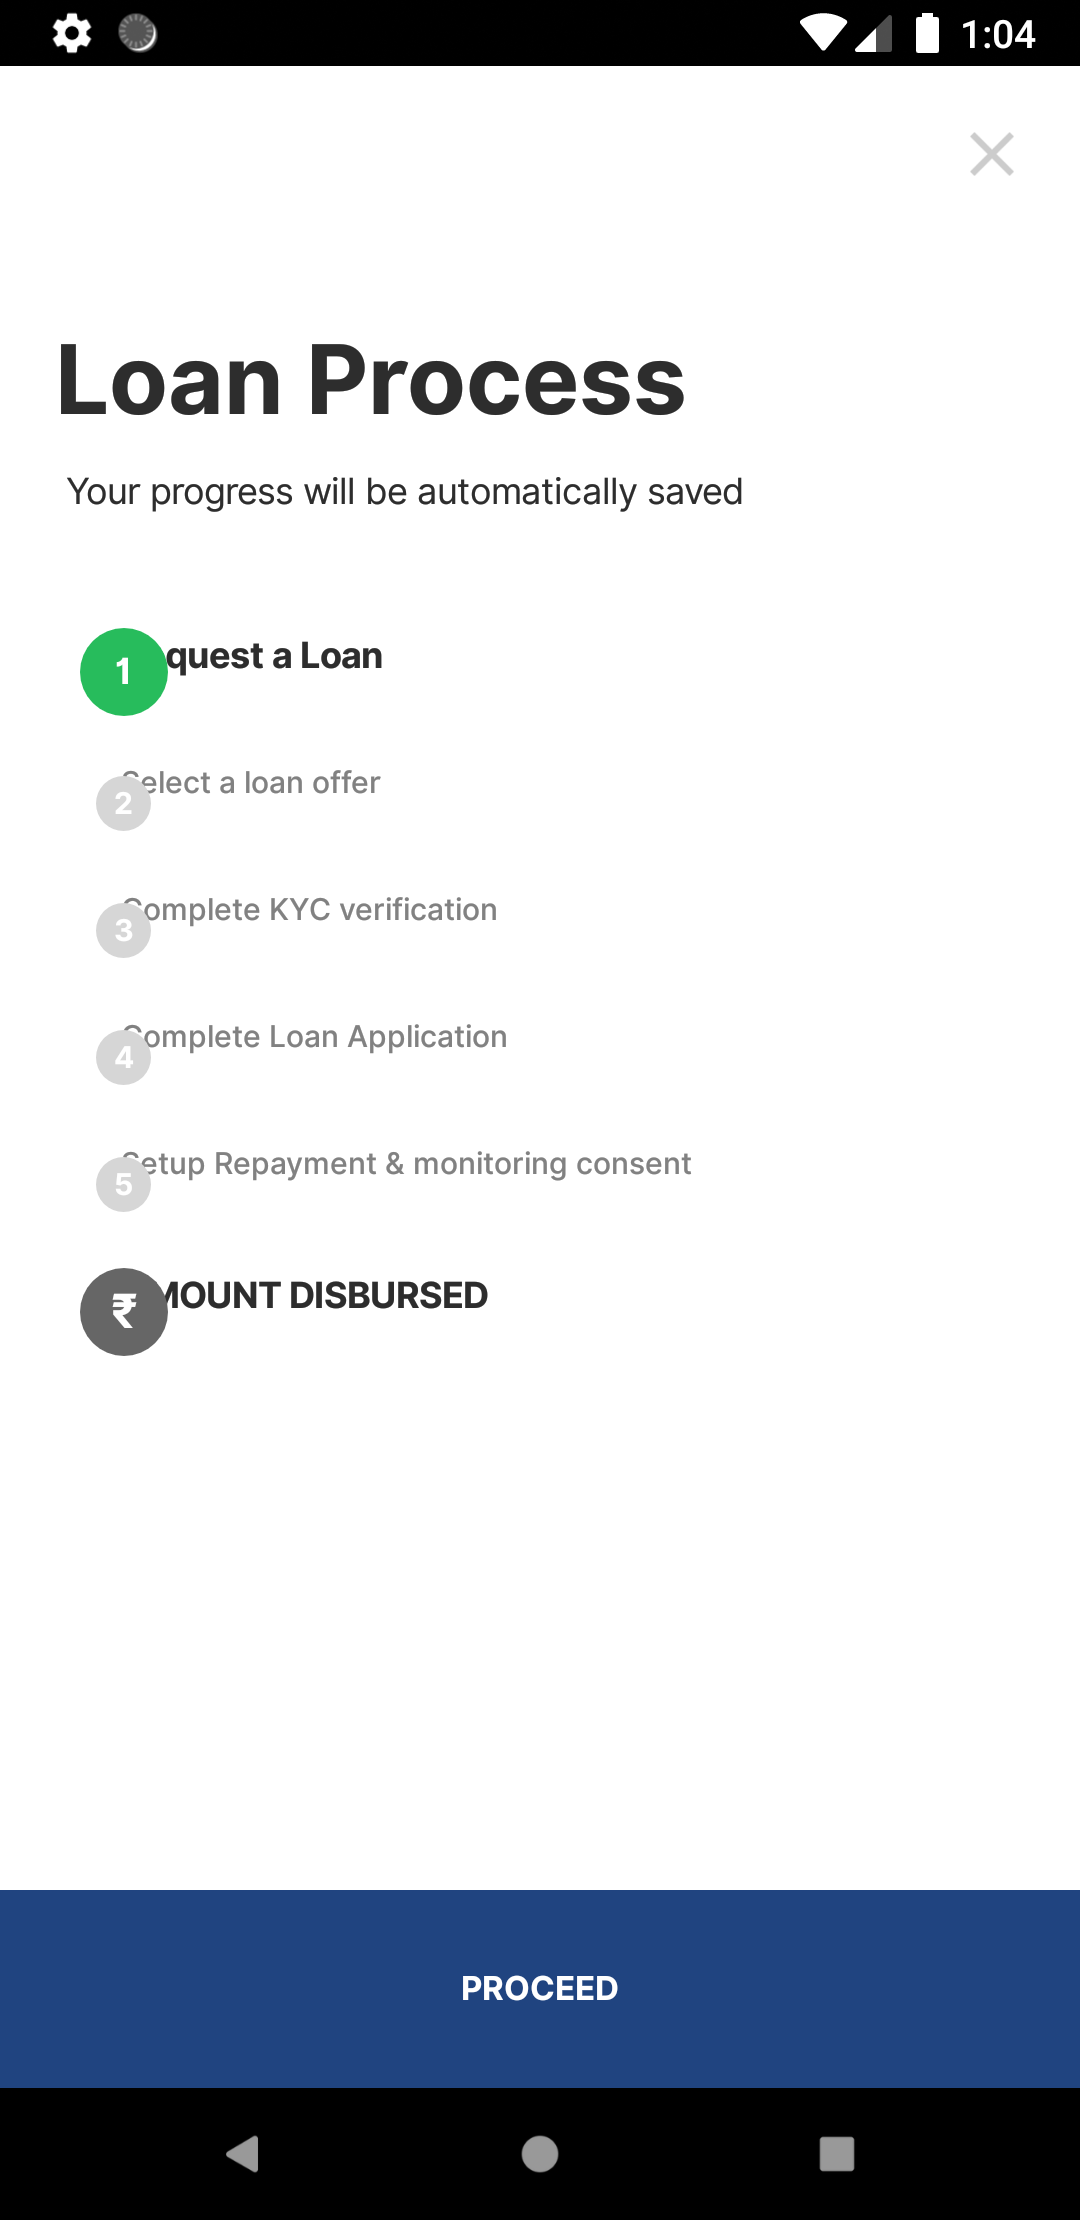 1:04
Loan Process
Your progress will be automatically saved
1 quest a Loan
2 Select a loan offer
3 Complete KYC verification
4 Complete Loan Application
5 Setup Repayment & monitoring consent
₹ MOUNT DISBURSED
PROCEED